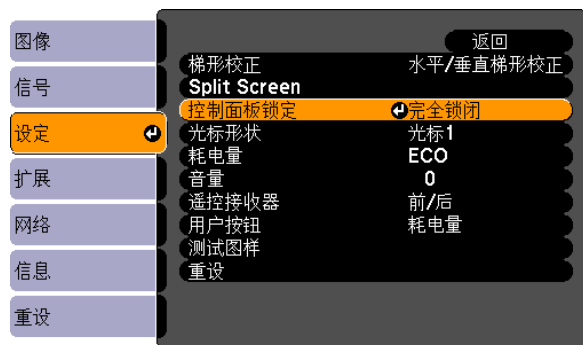 图像
信号
设定
扩展
网络
信息
重设
返回
梯形校正 水平/垂直梯形校正
Split Screen
控制面板锁定 完全锁闭
光标形状 光标1
耗电量 ECO
音量 0
遥控接收器 前/后
用户按钮 耗电量
测试图样
重设